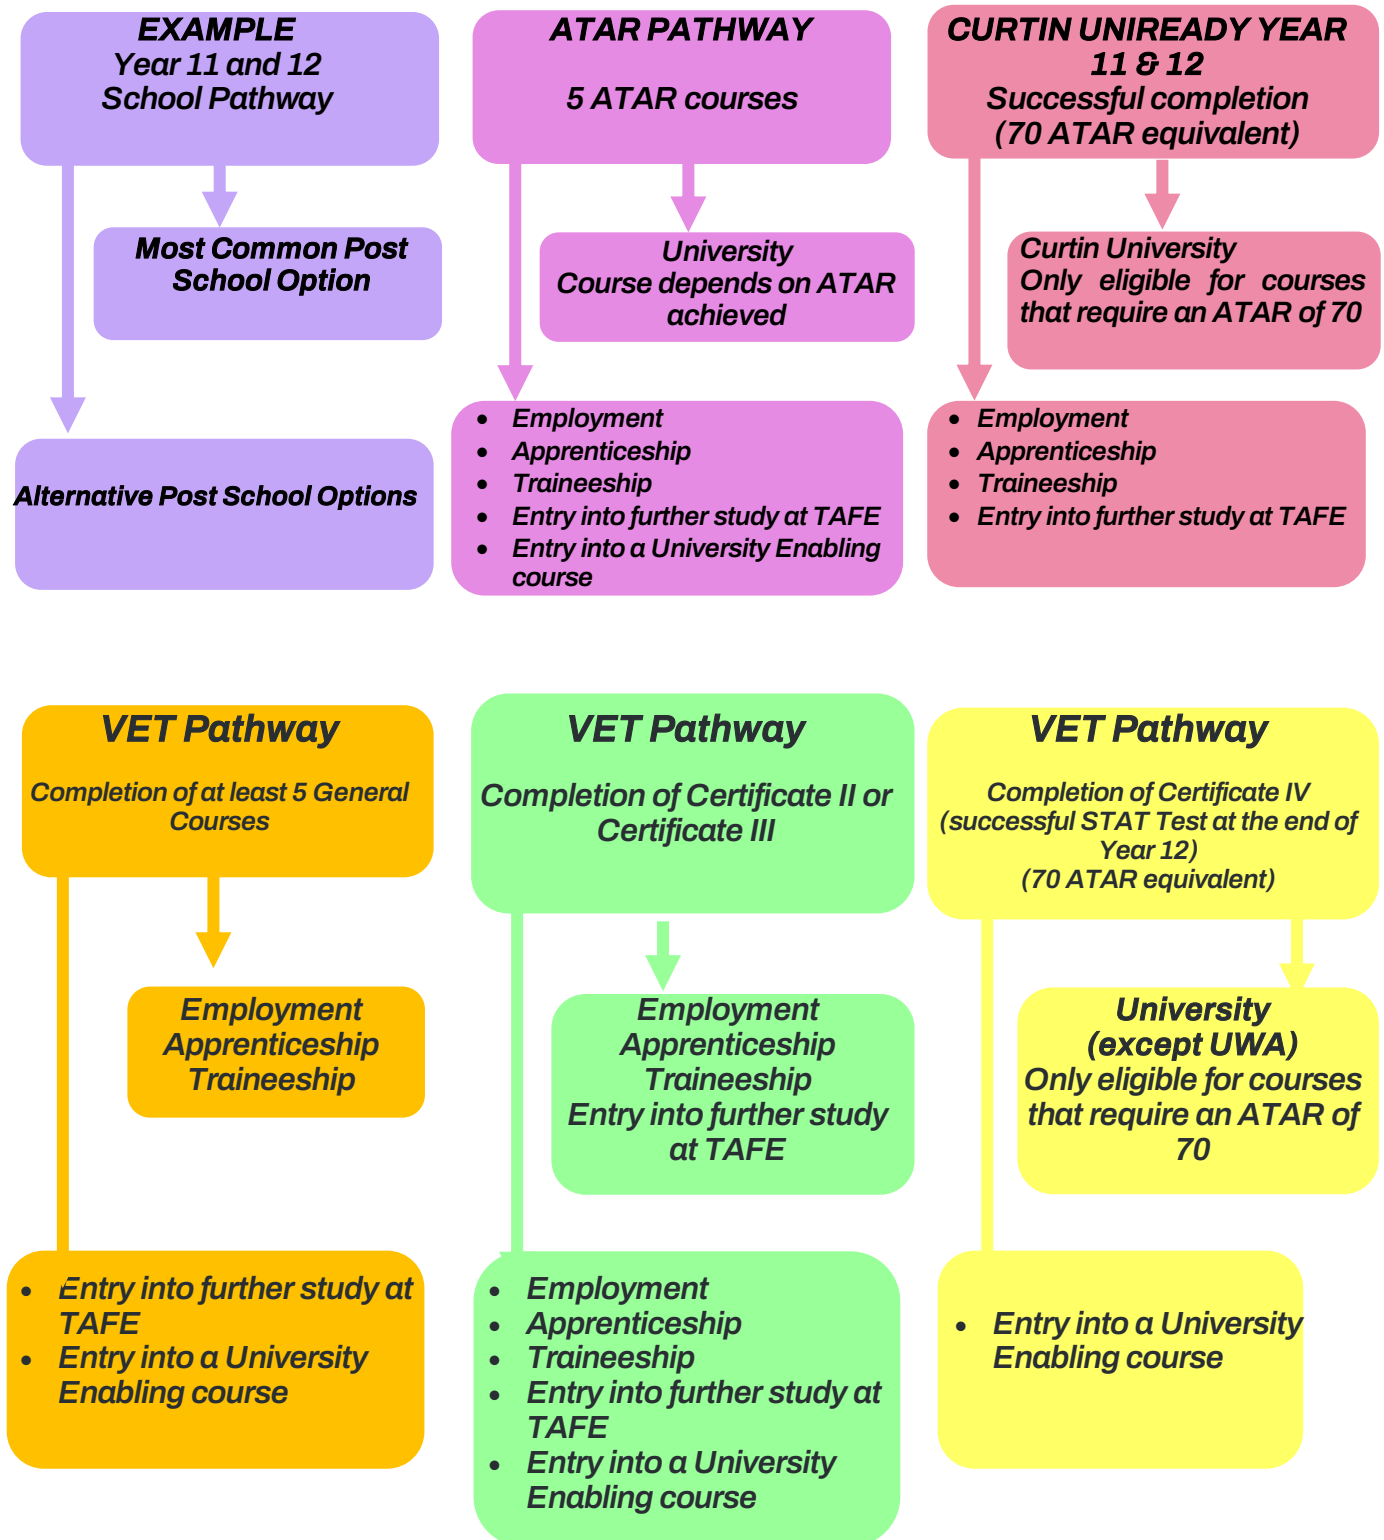 EXAMPLE
Year 11 and 12
School Pathway
Most Common Post
School Option
Alternative Post School Options
ATAR PATHWAY
5 ATAR courses
University
Course depends on ATAR
achieved
• Employment
• Apprenticeship
• Traineeship
• Entry into further study at TAFE
• Entry into a University Enabling
course
CURTIN UNIREADY YEAR
11 & 12
Successful completion
(70 ATAR equivalent)
Curtin University
Only eligible for courses
that require an ATAR of 70
• Employment
• Apprenticeship
• Traineeship
• Entry into further study at TAFE
VET Pathway
Completion of at least 5 General
Courses
Employment
Apprenticeship
Traineeship
• Entry into further study at
TAFE
• Entry into a University
Enabling course
VET Pathway
Completion of Certificate II or
Certificate III
Employment
Apprenticeship
Traineeship
Entry into further study
at TAFE
• Employment
• Apprenticeship
• Traineeship
• Entry into further study at
TAFE
• Entry into a University
Enabling course
VET Pathway
Completion of Certificate IV
(successful STAT Test at the end of
Year 12)
(70 ATAR equivalent)
University
(except UWA)
Only eligible for courses
that require an ATAR of
70
• Entry into a University
Enabling course